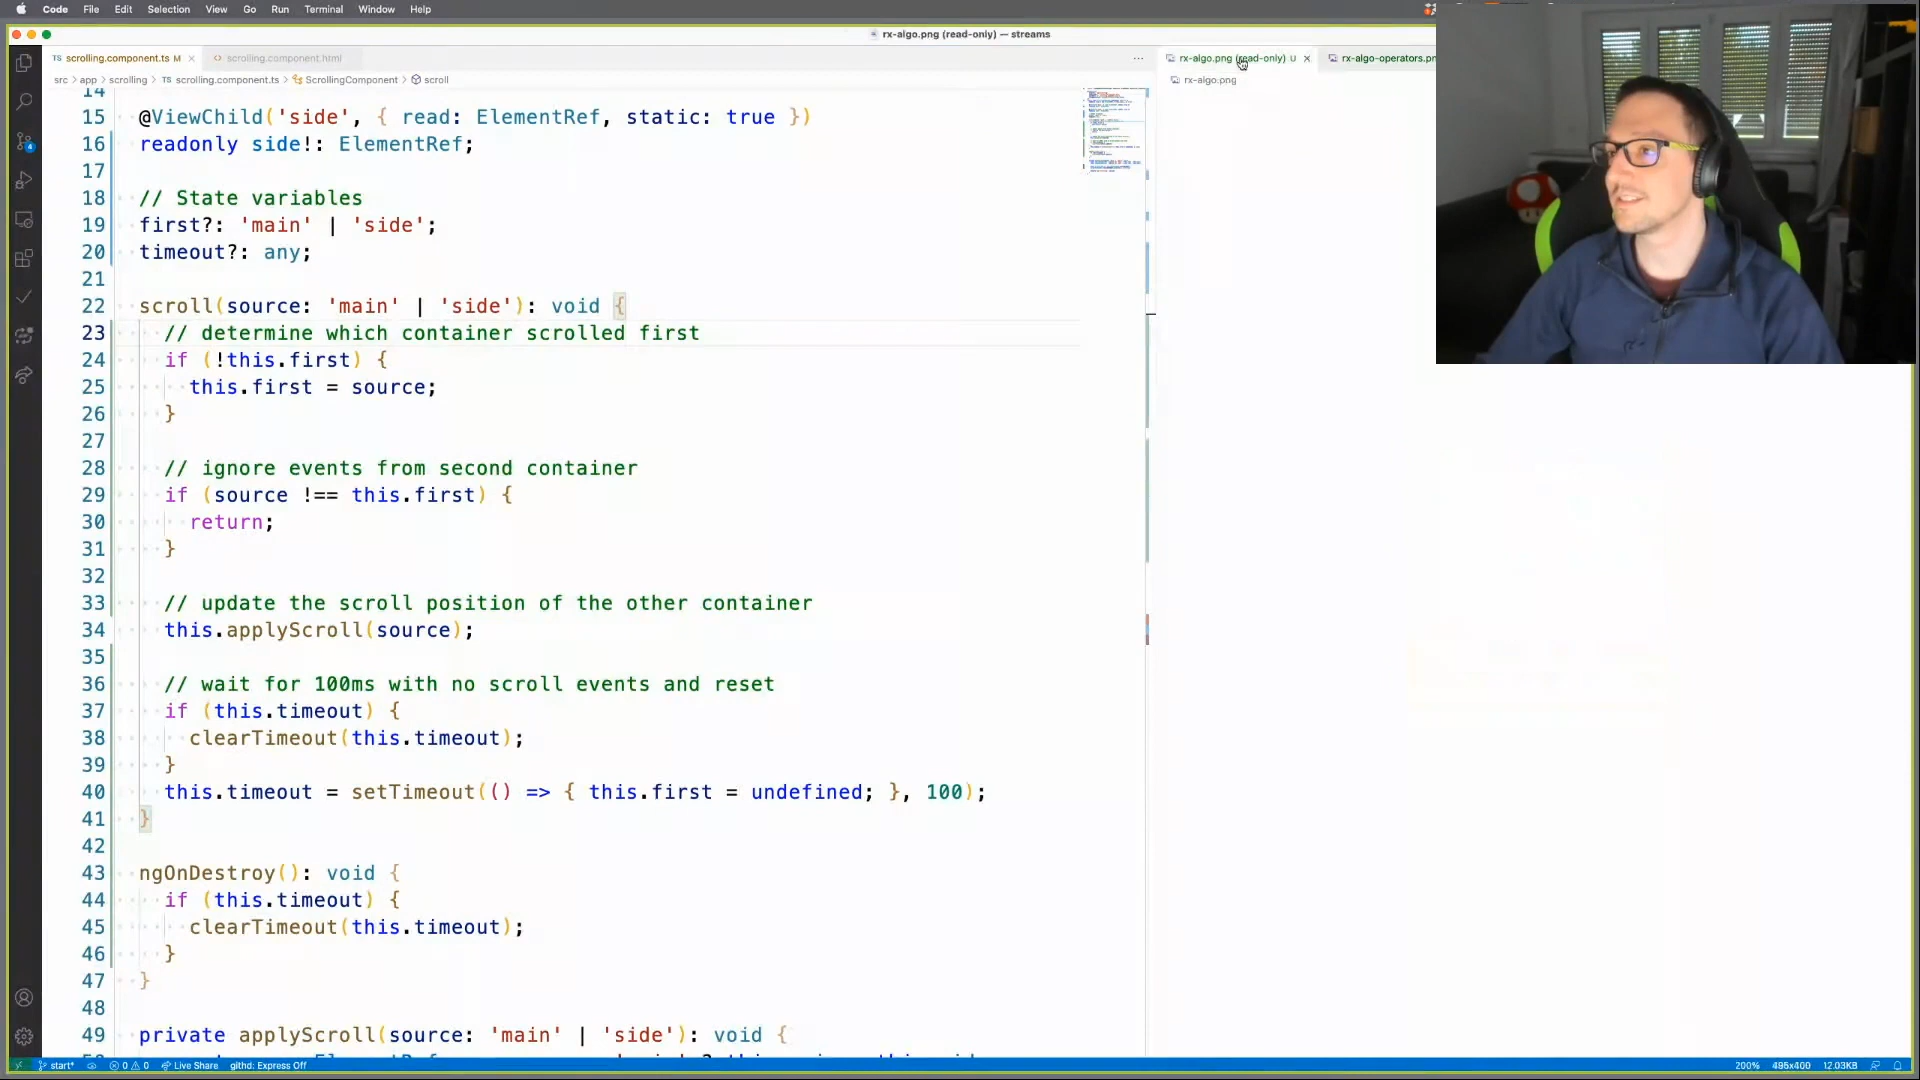 Code File Edit Selection View Go Run Terminal Window Help
rx-algo.png (read-only) — streams
TS scrolling.component.ts M
<> scrolling.component.html
rx-algo.png (read-only) U
rx-algo-operators.pn
src > app > scrolling > TS scrolling.component.ts > ScrollingComponent > scroll
rx-algo.png
14
15 @ViewChild('side', { read: ElementRef, static: true })
16 readonly side!: ElementRef;
17
18 // State variables
19 first?: 'main' | 'side';
20 timeout?: any;
21
22 scroll(source: 'main' | 'side'): void {
23 // determine which container scrolled first
24 if (!this.first) {
25 this.first = source;
26 }
27
28 // ignore events from second container
29 if (source !== this.first) {
30 return;
31 }
32
33 // update the scroll position of the other container
34 this.applyScroll(source);
35
36 // wait for 100ms with no scroll events and reset
37 if (this.timeout) {
38 clearTimeout(this.timeout);
39 }
40 this.timeout = setTimeout(() => { this.first = undefined; }, 100);
41 }
42
43 ngOnDestroy(): void {
44 if (this.timeout) {
45 clearTimeout(this.timeout);
46 }
47 }
48
49 private applyScroll(source: 'main' | 'side'): void {
start* 0 0 Live Share githd: Express Off
200% 495x400 12.03KB